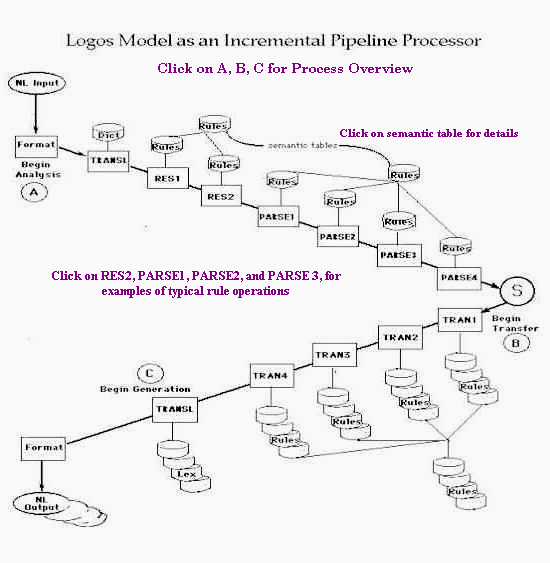 Logos Model as an Incremental Pipeline Processor
Click on A, B, C for Process Overview
NL Input
Format
Begin
Analysis
A
Dict
TRANSL
Rules
RES1
Rules
Rules
RES2
semantic tables
Click on semantic table for details
Rules
Rules
PARSE1
Rules
PARSE2
Rules
PARSE3
Rules
PARSE4
S
Click on RES2, PARSE1, PARSE2, and PARSE 3, for
examples of typical rule operations
TRAN1
Begin
Transfer
B
Rules
TRAN2
Rules
TRAN3
Rules
TRAN4
Rules
Rules
C
Begin Generation
TRANSL
Lex
Format
NL
Output